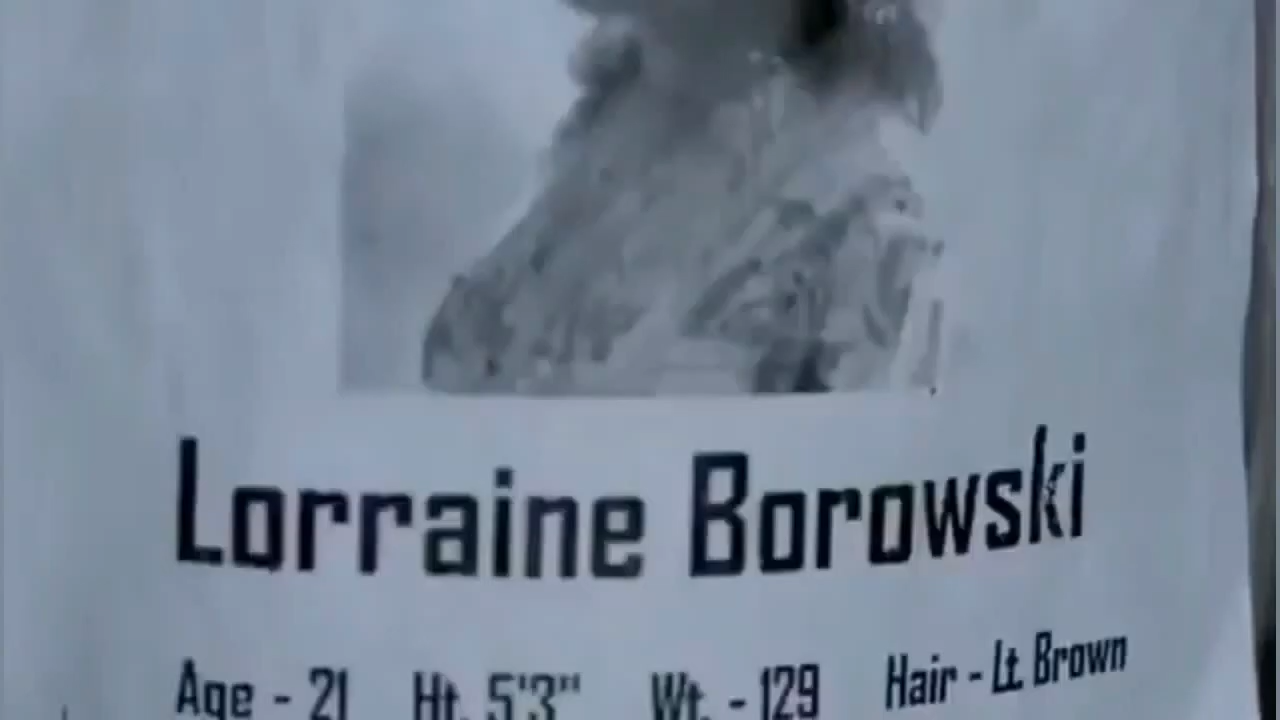 Lorraine Borowski
Age - 21 Ht. 5'3" Wt. - 129 Hair - Lt. Brown